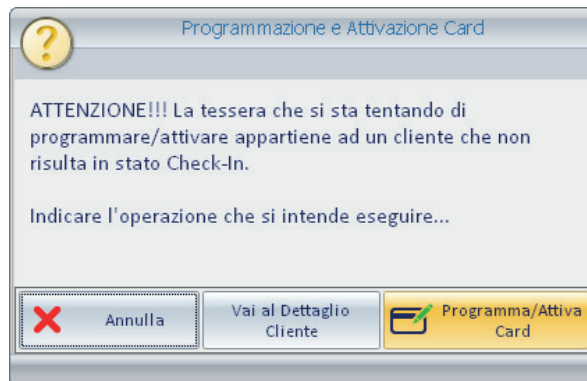 Programmazione e Attivazione Card
ATTENZIONE!!! La tessera che si sta tentando di
programmare/attivare appartiene ad un cliente che non
risulta in stato Check-In.
Indicare l'operazione che si intende eseguire...
Annulla
Vai al Dettaglio
Cliente
Programma/Attiva
Card